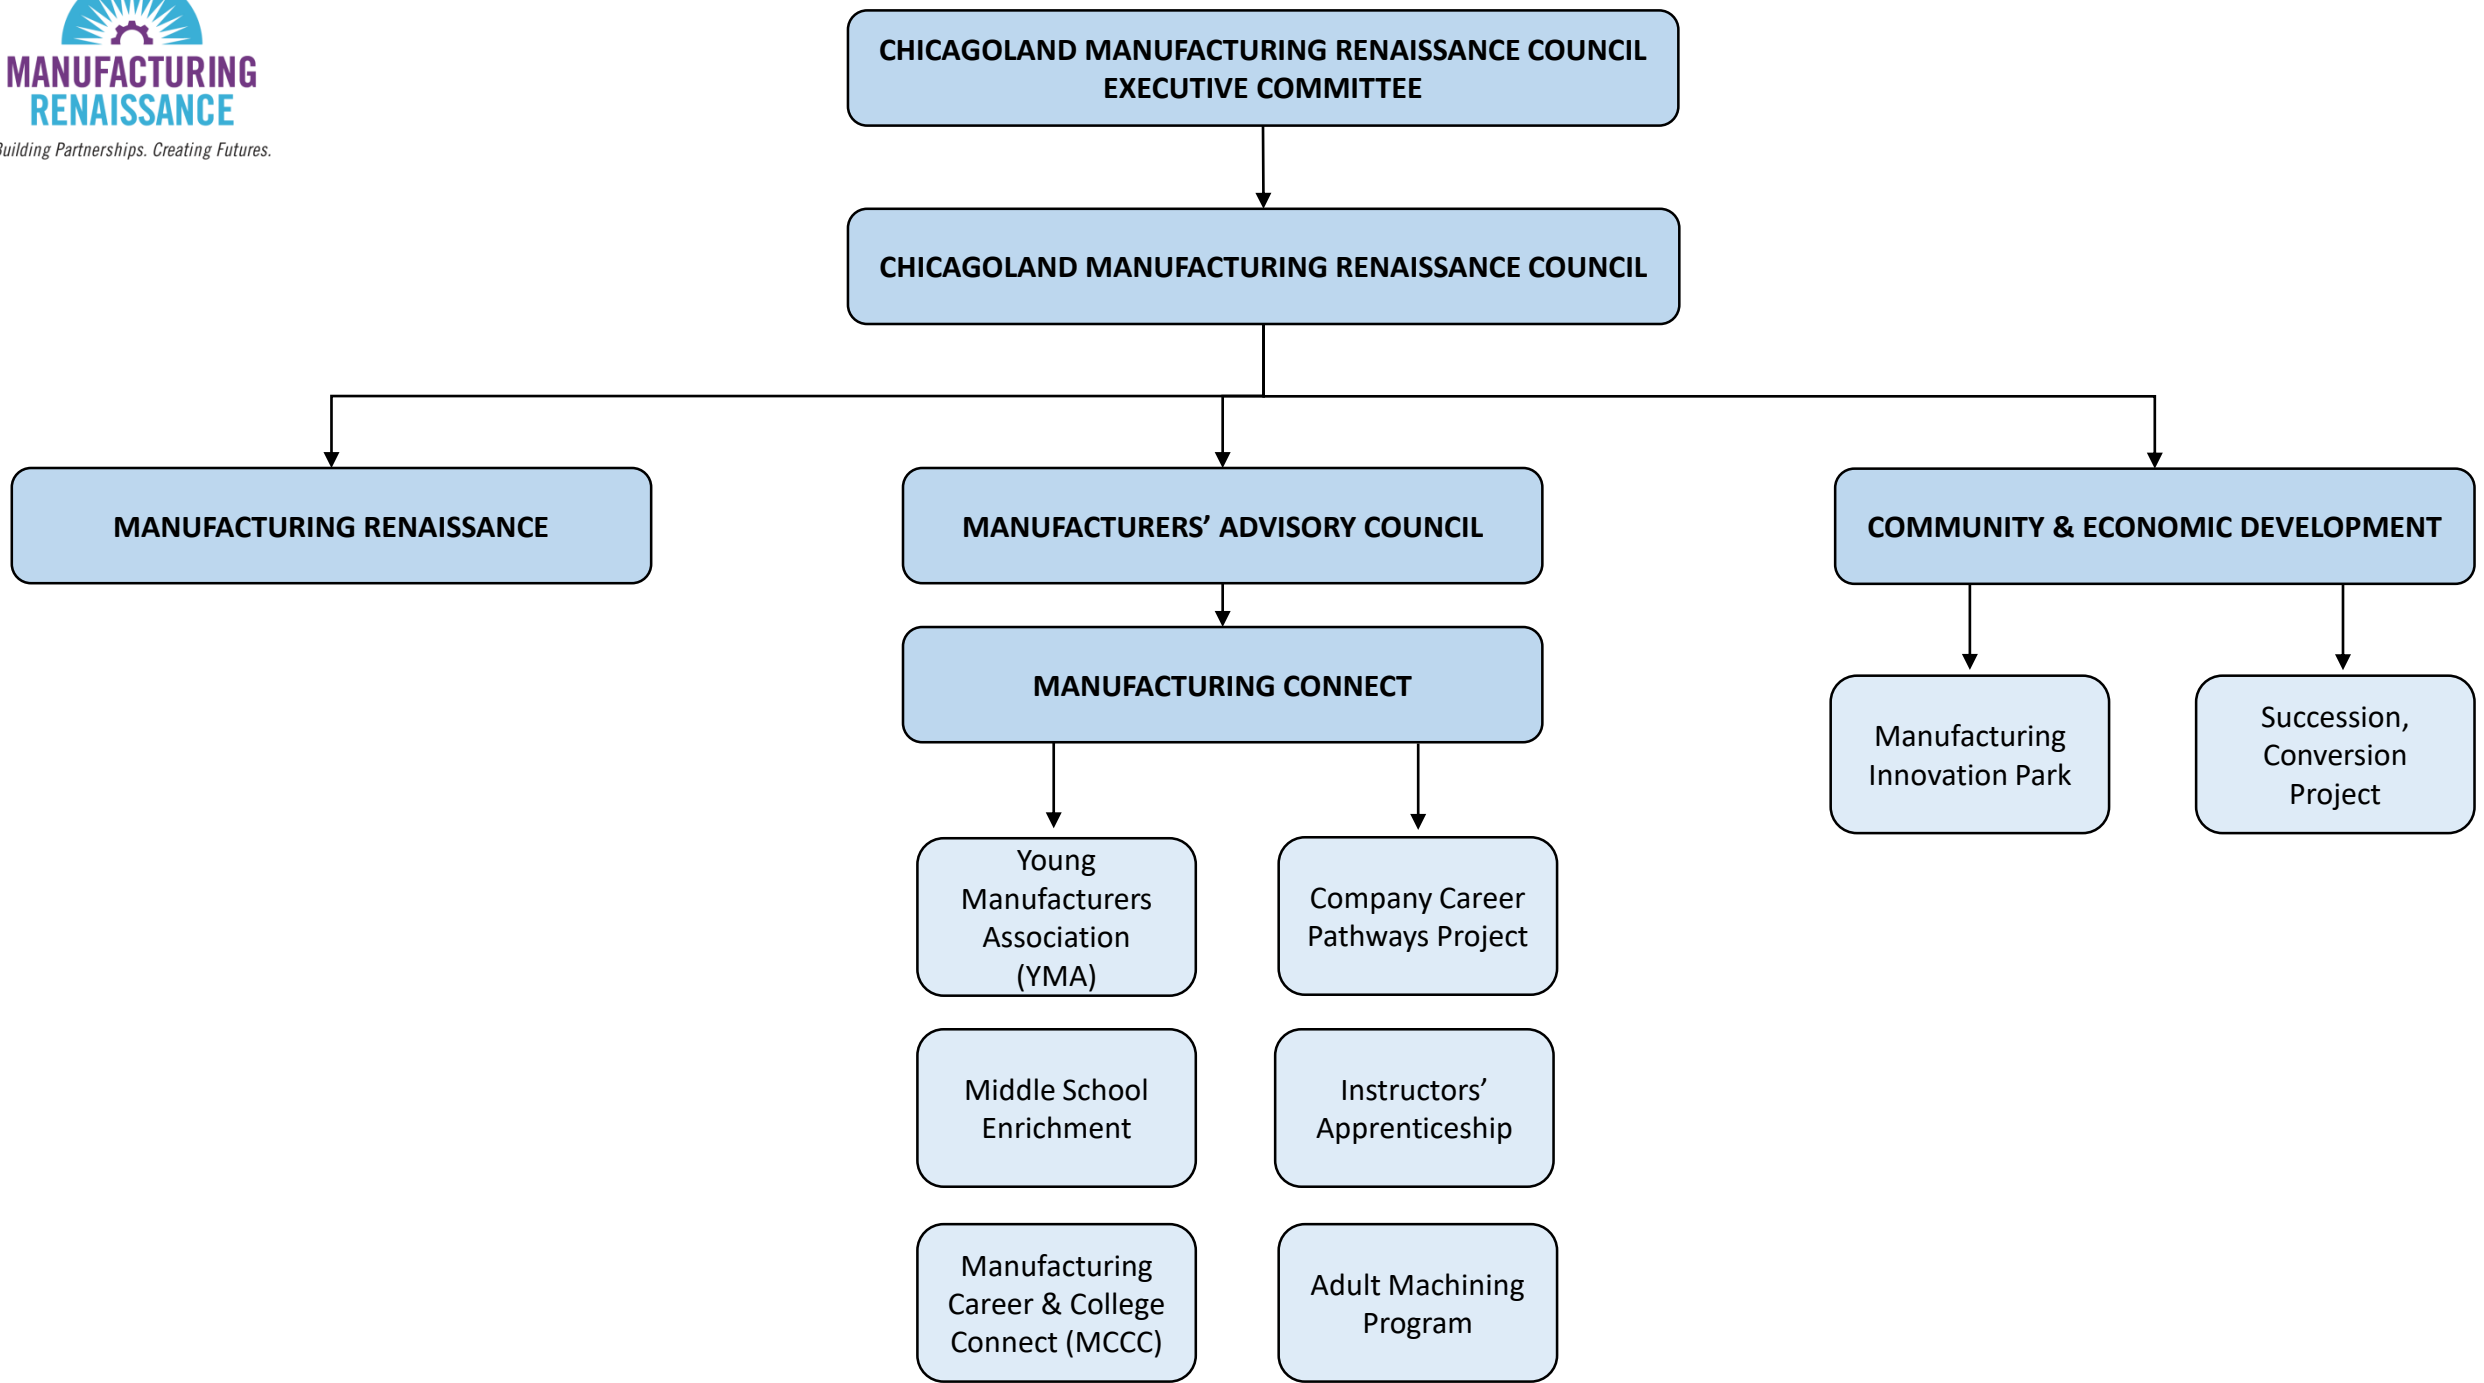 MANUFACTURING
RENAISSANCE
Building Partnerships. Creating Futures.
CHICAGOLAND MANUFACTURING RENAISSANCE COUNCIL
EXECUTIVE COMMITTEE
CHICAGOLAND MANUFACTURING RENAISSANCE COUNCIL
MANUFACTURING RENAISSANCE
MANUFACTURERS’ ADVISORY COUNCIL
COMMUNITY & ECONOMIC DEVELOPMENT
MANUFACTURING CONNECT
Manufacturing
Innovation Park
Succession,
Conversion
Project
Young
Manufacturers
Association
(YMA)
Company Career
Pathways Project
Middle School
Enrichment
Instructors’
Apprenticeship
Manufacturing
Career & College
Connect (MCCC)
Adult Machining
Program